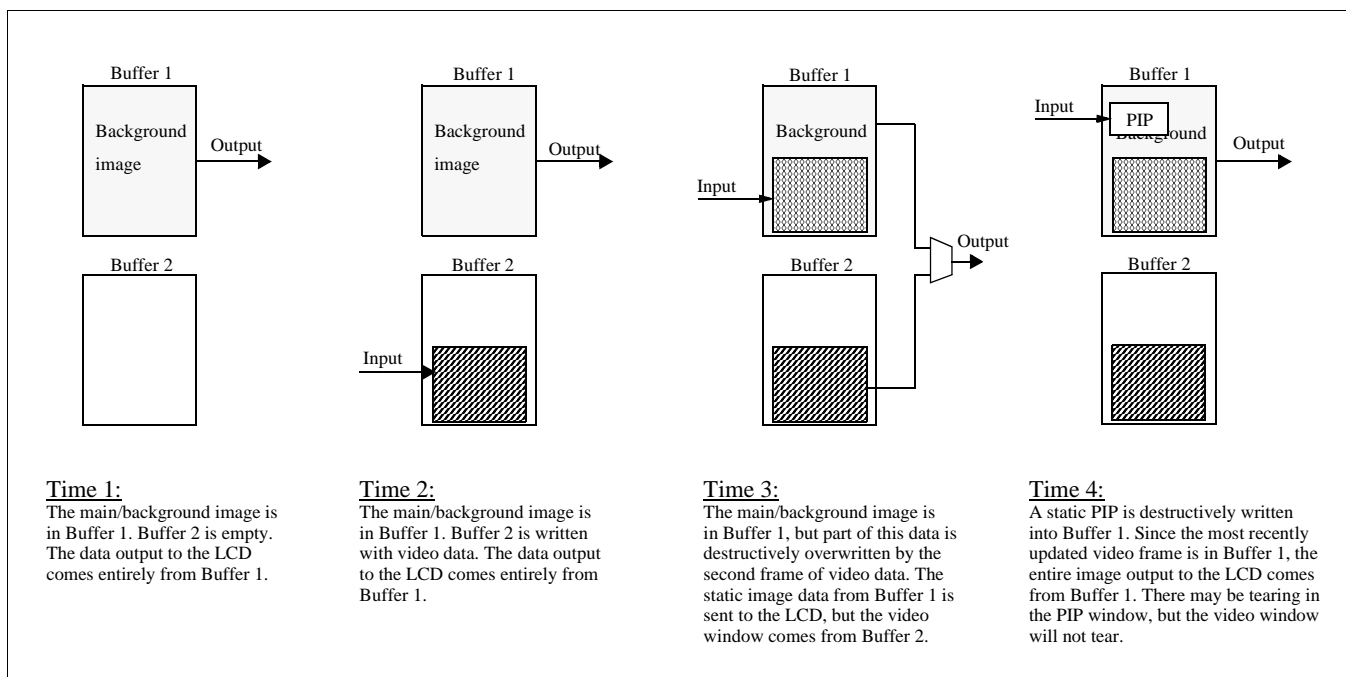 Buffer 1
Background
image
Output
Buffer 2
Time 1:
The main/background image is
in Buffer 1. Buffer 2 is empty.
The data output to the LCD
comes entirely from Buffer 1.
Buffer 1
Background
image
Output
Buffer 2
Input
Time 2:
The main/background image is
in Buffer 1. Buffer 2 is written
with video data. The data output
to the LCD comes entirely from
Buffer 1.
Buffer 1
Background
Input
Output
Buffer 2
Time 3:
The main/background image is
in Buffer 1, but part of this data is
destructively overwritten by the
second frame of video data. The
static image data from Buffer 1 is
sent to the LCD, but the video
window comes from Buffer 2.
Buffer 1
Input
PIP
Background
Output
Buffer 2
Time 4:
A static PIP is destructively written
into Buffer 1. Since the most recently
updated video frame is in Buffer 1, the
entire image output to the LCD comes
from Buffer 1. There may be tearing in
the PIP window, but the video window
will not tear.